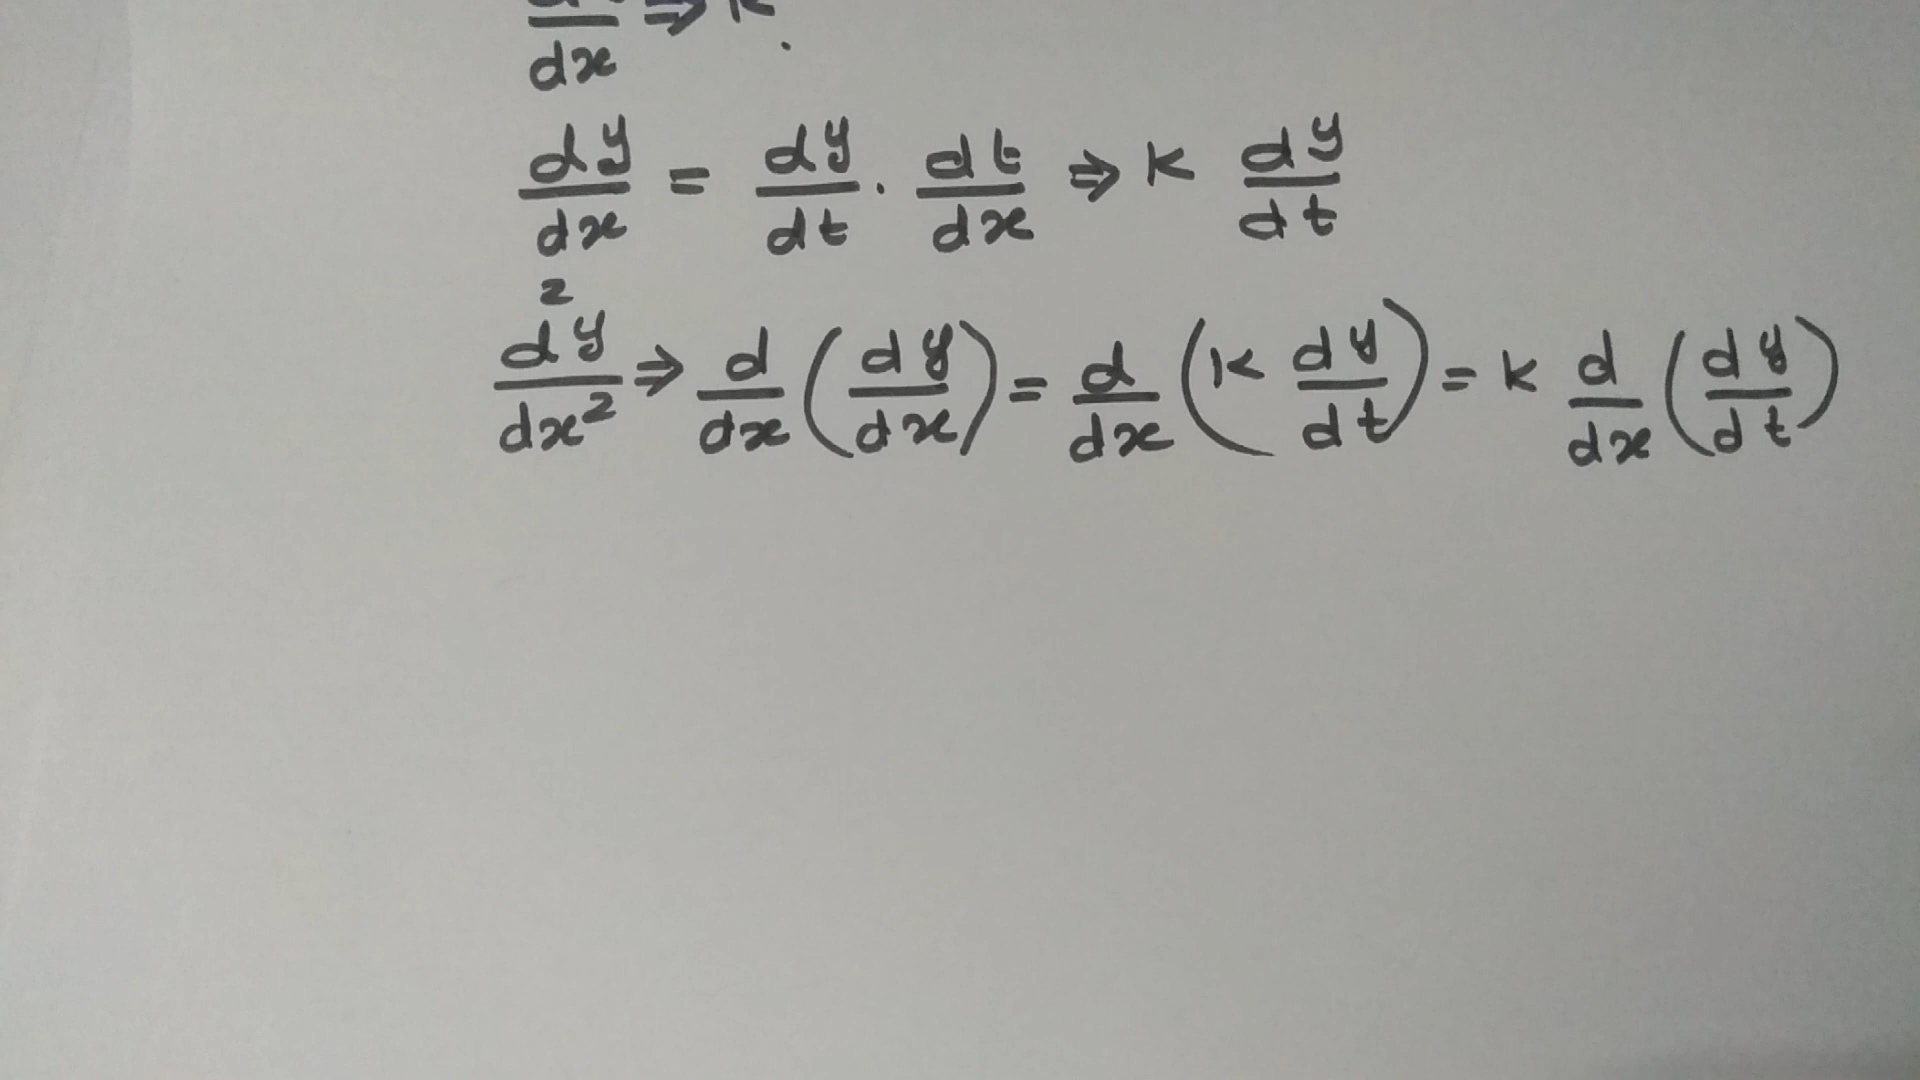 dx ⇒ K.
dy/dx = dy/dt · dt/dx ⇒ K dy/dt
d²y/dx² ⇒ d/dx (dy/dx) = d/dx (K dy/dt) = K d/dx (dy/dt)